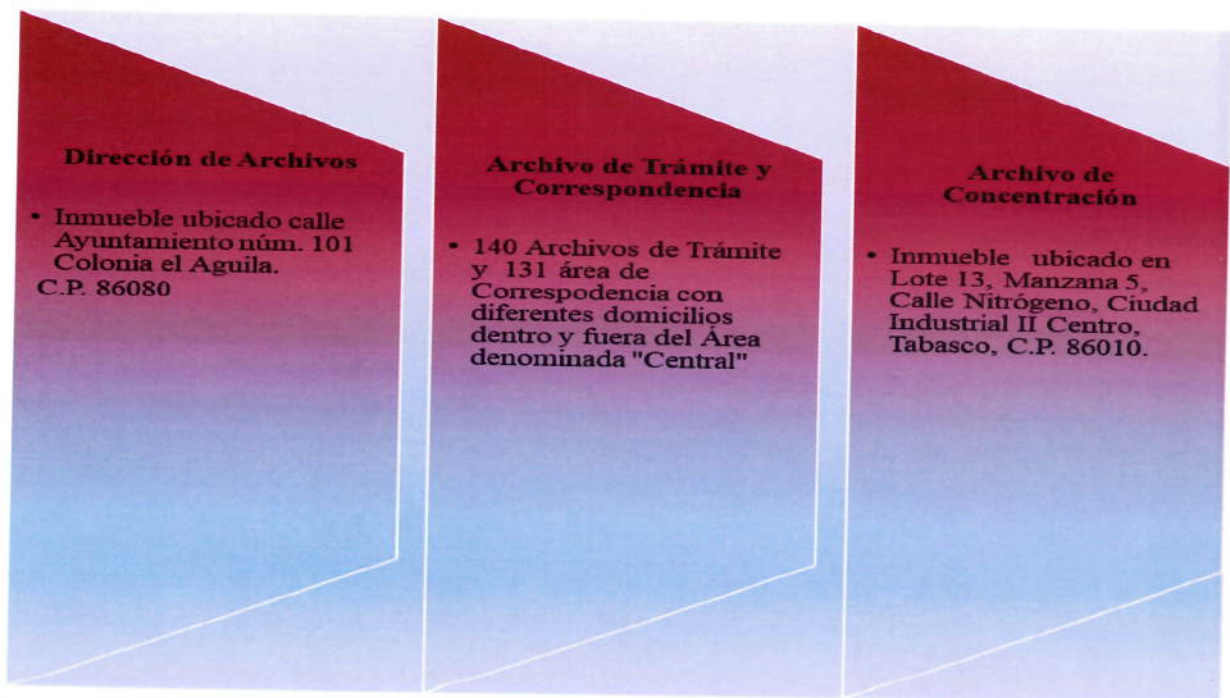 Dirección de Archivos
• Inmueble ubicado calle
Ayuntamiento núm. 101
Colonia el Aguila.
C.P. 86080
Archivo de Trámite y
Correspondencia
• 140 Archivos de Trámite
y 131 área de
Correspodencia con
diferentes domicilios
dentro y fuera del Área
denominada "Central"
Archivo de
Concentración
• Inmueble ubicado en
Lote 13, Manzana 5,
Calle Nitrógeno, Ciudad
Industrial II Centro,
Tabasco, C.P. 86010.